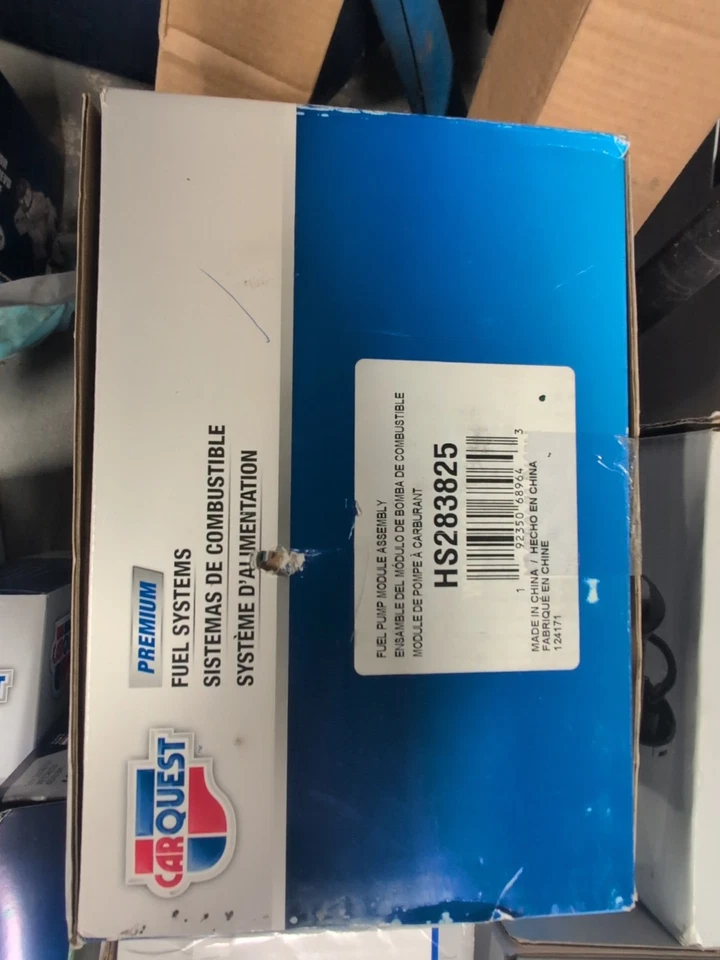 CARQUEST
PREMIUM
FUEL SYSTEMS
SISTEMAS DE COMBUSTIBLE
SYSTÈME D'ALIMENTATION
FUEL PUMP MODULE ASSEMBLY
ENSAMBLE DEL MÓDULO DE BOMBA DE COMBUSTIBLE
MODULE DE POMPE À CARBURANT
HS283825
1 92350 68964 3
MADE IN CHINA / HECHO EN CHINA
FABRIQUÉ EN CHINE
124171